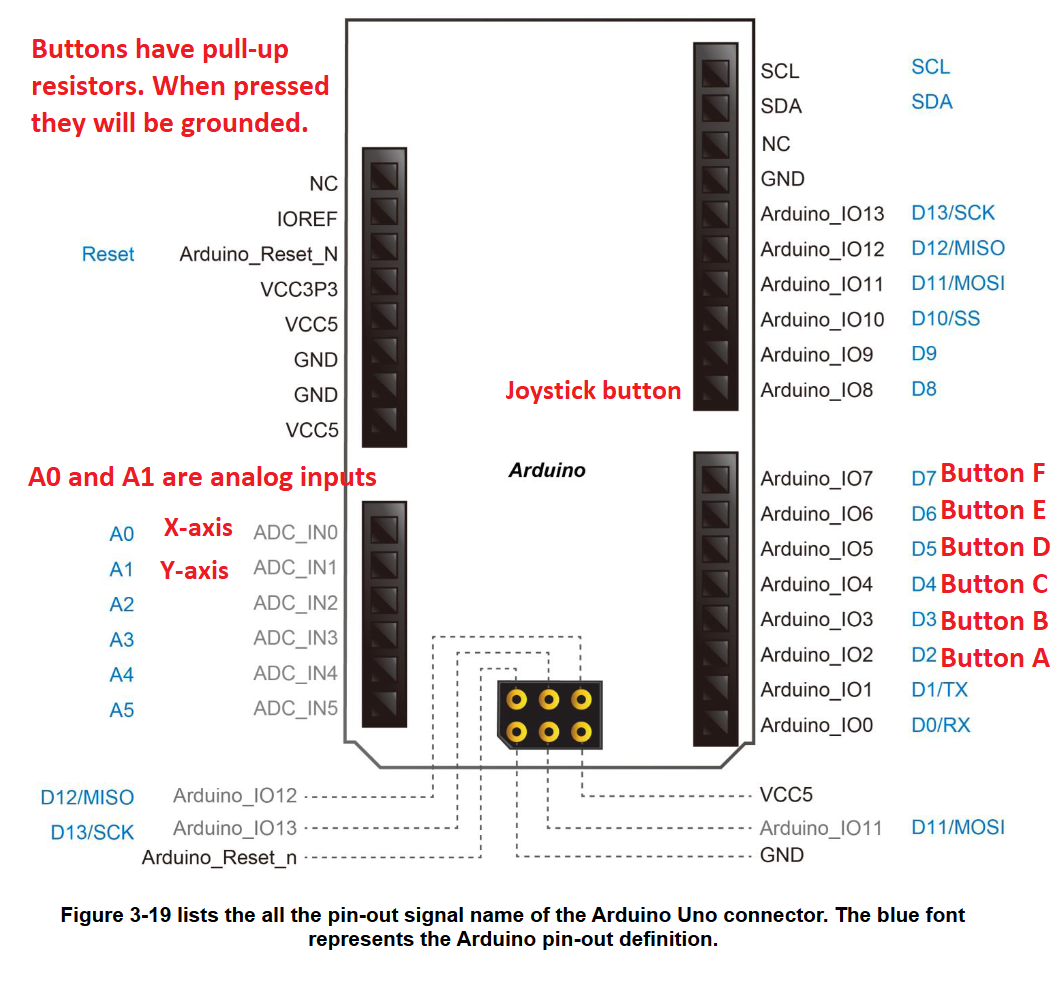 Buttons have pull-up
resistors. When pressed
they will be grounded.
SCL SCL
SDA SDA
NC
GND
Arduino_IO13 D13/SCK
Arduino_IO12 D12/MISO
Arduino_IO11 D11/MOSI
Arduino_IO10 D10/SS
Arduino_IO9 D9
Joystick button Arduino_IO8 D8
NC
IOREF
Reset Arduino_Reset_N
VCC3P3
VCC5
GND
GND
VCC5
Arduino
A0 and A1 are analog inputs
A0 X-axis ADC_IN0
A1 Y-axis ADC_IN1
A2 ADC_IN2
A3 ADC_IN3
A4 ADC_IN4
A5 ADC_IN5
Arduino_IO7 D7 Button F
Arduino_IO6 D6 Button E
Arduino_IO5 D5 Button D
Arduino_IO4 D4 Button C
Arduino_IO3 D3 Button B
Arduino_IO2 D2 Button A
Arduino_IO1 D1/TX
Arduino_IO0 D0/RX
D12/MISO Arduino_IO12
D13/SCK Arduino_IO13
Arduino_Reset_n
VCC5
Arduino_IO11 D11/MOSI
GND
Figure 3-19 lists the all the pin-out signal name of the Arduino Uno connector. The blue font
represents the Arduino pin-out definition.